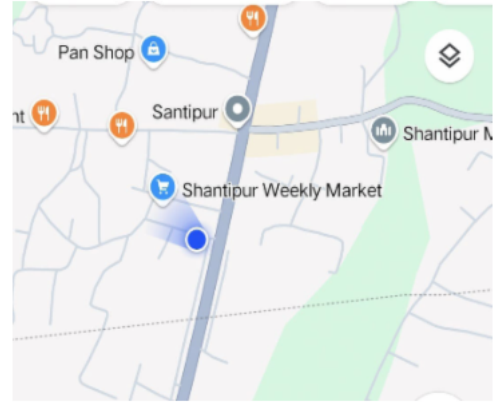 Pan Shop
nt
Santipur
Shantipur M
Shantipur Weekly Market